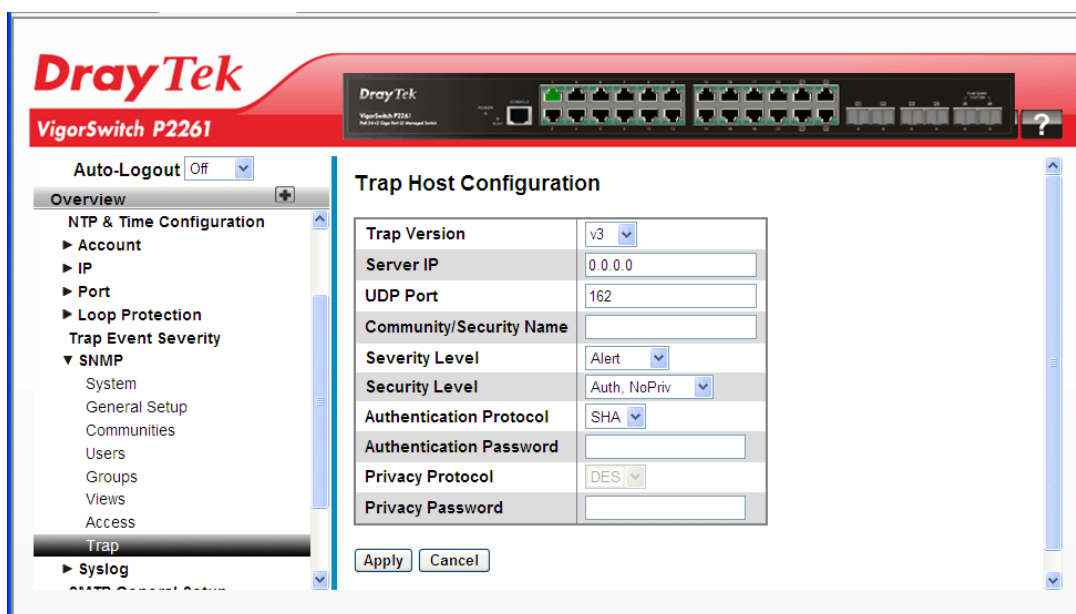 DrayTek
VigorSwitch P2261
DrayTek
VigorSwitch P2261
?
Auto-Logout Off
Overview
NTP & Time Configuration
Account
IP
Port
Loop Protection
Trap Event Severity
SNMP
System
General Setup
Communities
Users
Groups
Views
Access
Trap
Syslog
Trap Host Configuration
Trap Version v3
Server IP 0.0.0.0
UDP Port 162
Community/Security Name
Severity Level Alert
Security Level Auth, NoPriv
Authentication Protocol SHA
Authentication Password
Privacy Protocol DES
Privacy Password
Apply Cancel